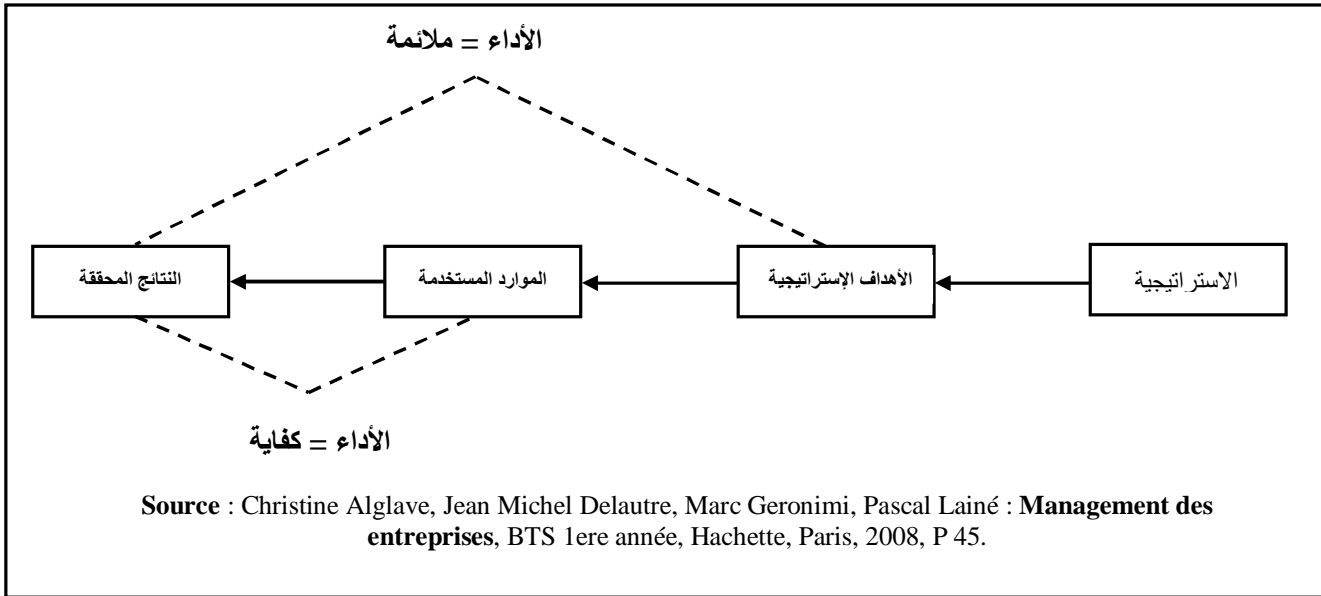 الأداء = ملائمة
الاستراتيجية
الأهداف الإستراتيجية
الموارد المستخدمة
النتائج المحققة
الأداء = كفاية
Source : Christine Alglave, Jean Michel Delautre, Marc Geronimi, Pascal Lainé : Management des
entreprises, BTS 1ere année, Hachette, Paris, 2008, P 45.